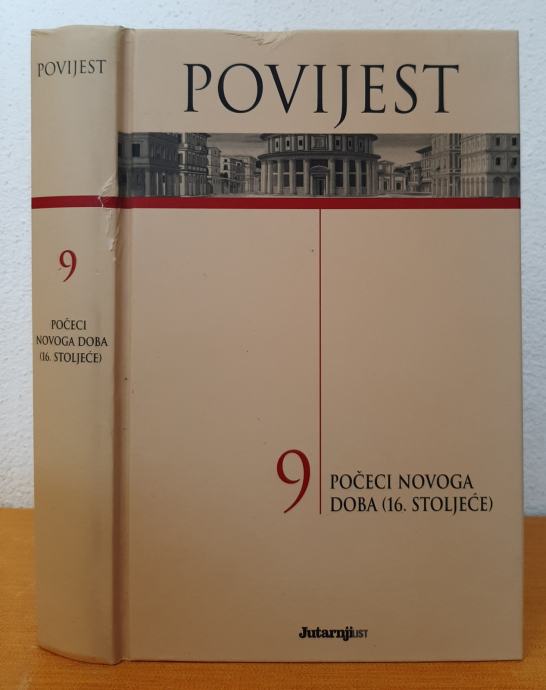 POVIJEST
9
POČECI
NOVOGA DOBA
(16. STOLJEĆE)
POVIJEST
9
POČECI NOVOGA
DOBA (16. STOLJEĆE)
Jutarnji LIST